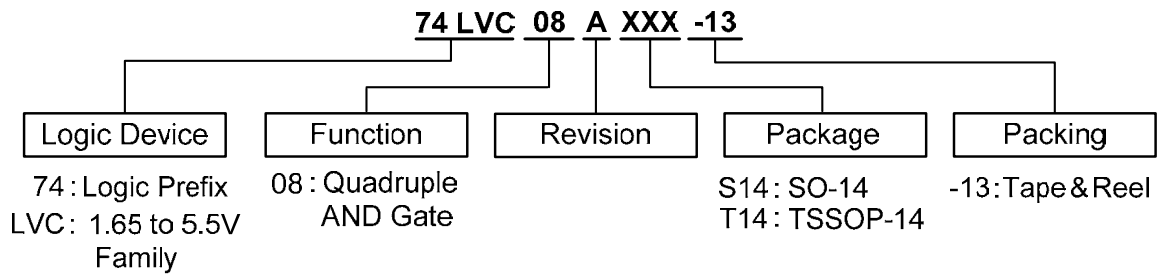 74 LVC 08 A XXX -13
Logic Device Function Revision Package Packing
74 : Logic Prefix
LVC : 1.65 to 5.5V
Family
08 : Quadruple
AND Gate
S14 : SO-14
T14 : TSSOP-14
-13 : Tape & Reel